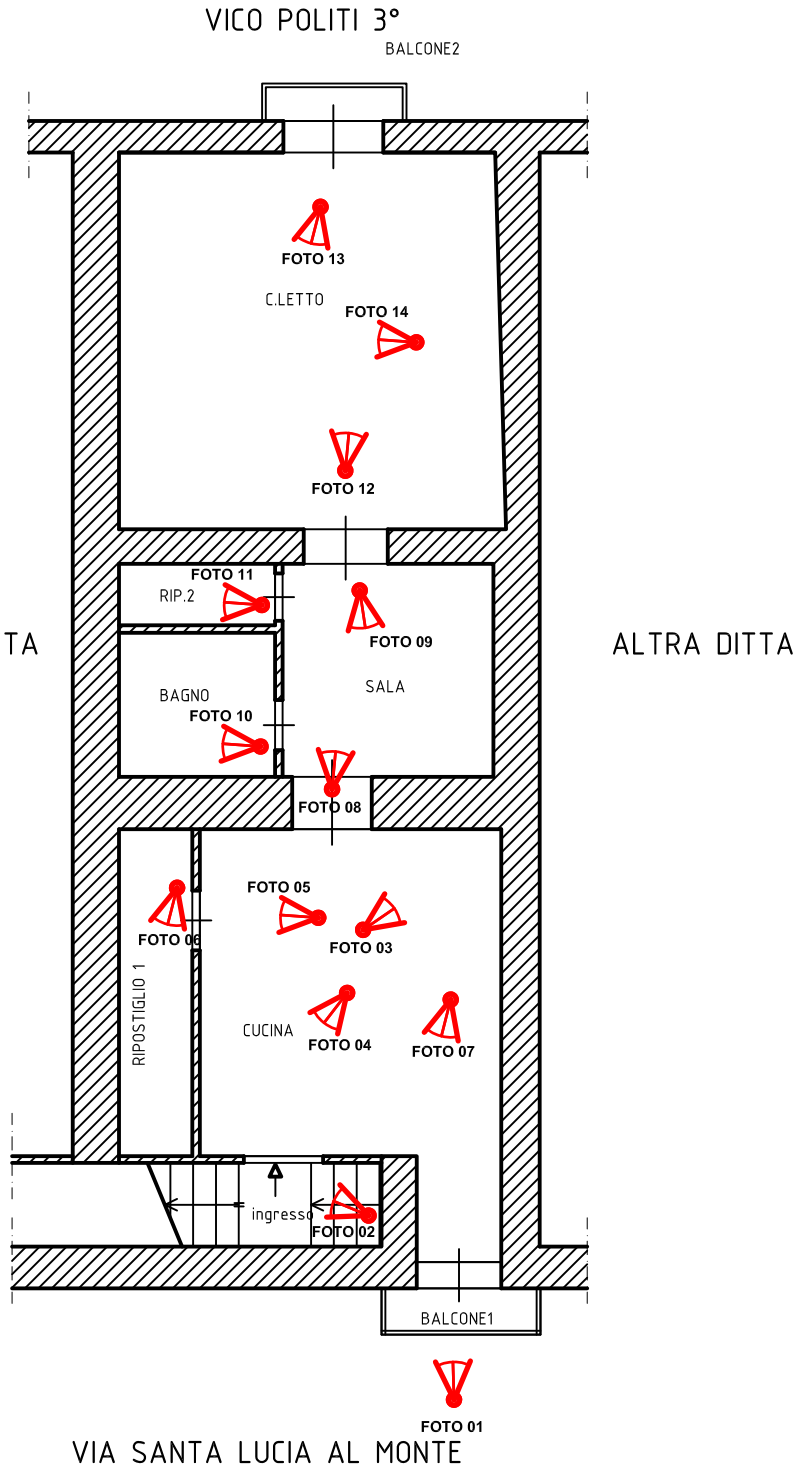 VICO POLITI 3°
BALCONE2
FOTO 13
C.LETTO
FOTO 14
FOTO 12
FOTO 11
RIP.2
FOTO 09
TA
ALTRA DITTA
SALA
BAGNO
FOTO 10
FOTO 08
FOTO 05
FOTO 03
FOTO 06
RIPOSTIGLIO 1
CUCINA
FOTO 04
FOTO 07
ingresso
FOTO 02
BALCONE1
FOTO 01
VIA SANTA LUCIA AL MONTE